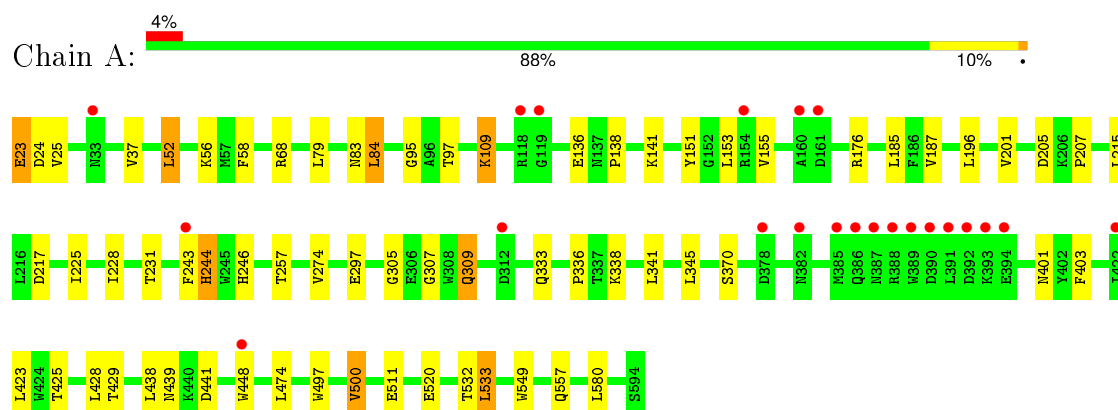 4%
Chain A:
88% 10% •
E23 D24 V25 N33 V37 L52 K56 M57 F58 R68 L79 N83 L84 G95 A96 T97 K109 R118 G119 E136 N137 P138 K141 Y151 G152 L153 R154 V155 A160 D161 R176 L185 F186 V187 L196 V201 D205 K206 P207 L215
L216 D217 I225 I228 T231 F243 H244 W245 H246 T257 V274 E297 G305 E306 G307 W308 Q309 D312 Q333 P336 T337 K338 L341 L345 S370 D378 N382 M385 Q386 N387 R388 W389 D390 L391 D392 K393 E394 N401 Y402 F403
L423 W424 T425 L428 T429 L438 N439 K440 D441 W448 L474 W497 V500 E511 E520 T532 L533 W549 Q557 L580 S594